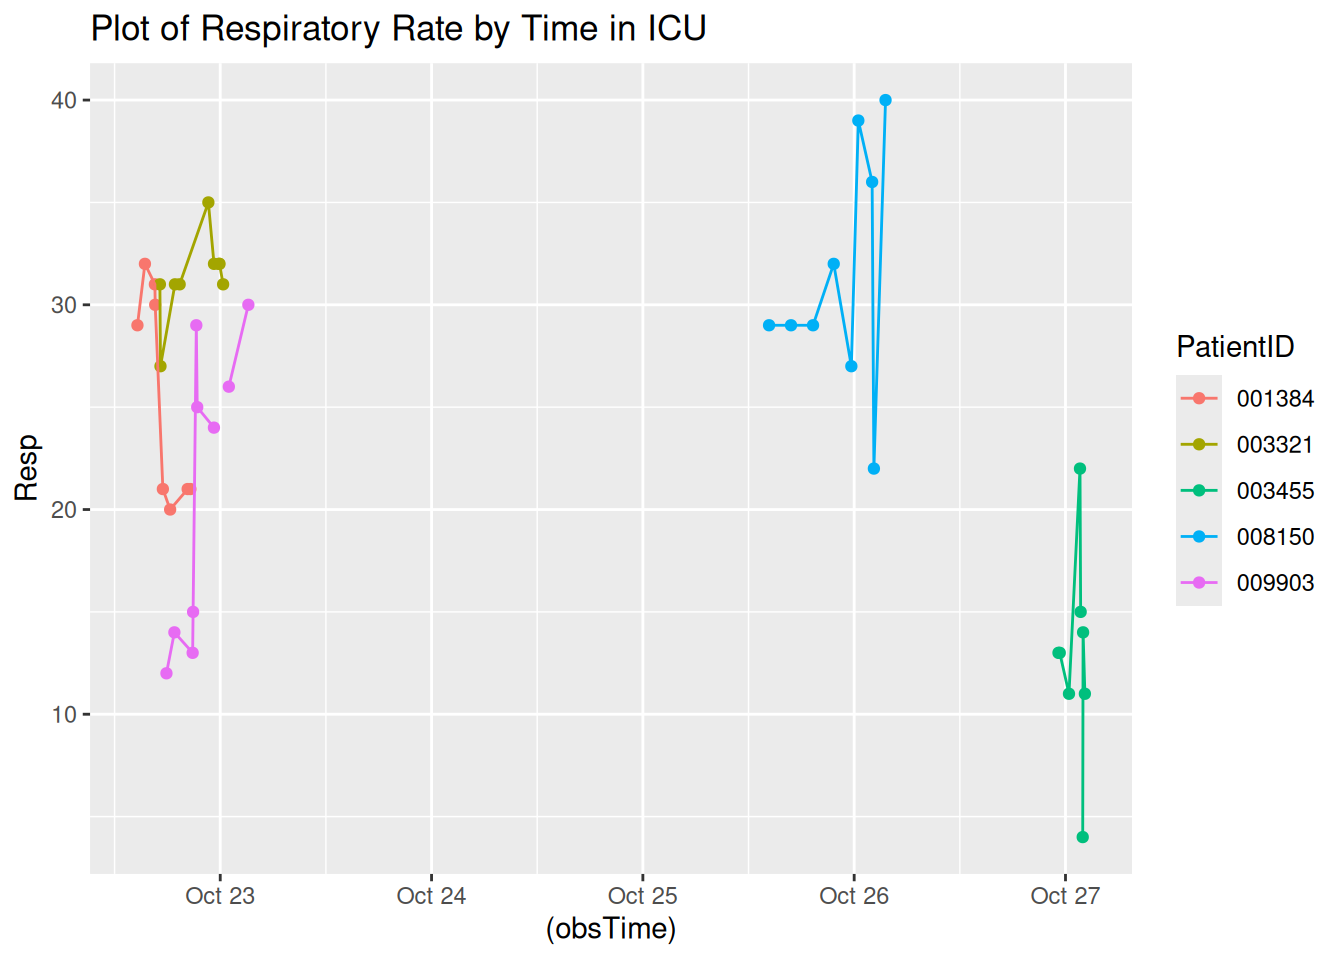 Plot of Respiratory Rate by Time in ICU
40
30
20
10
Resp
Oct 23 Oct 24 Oct 25 Oct 26 Oct 27
(obsTime)
PatientID
001384
003321
003455
008150
009903